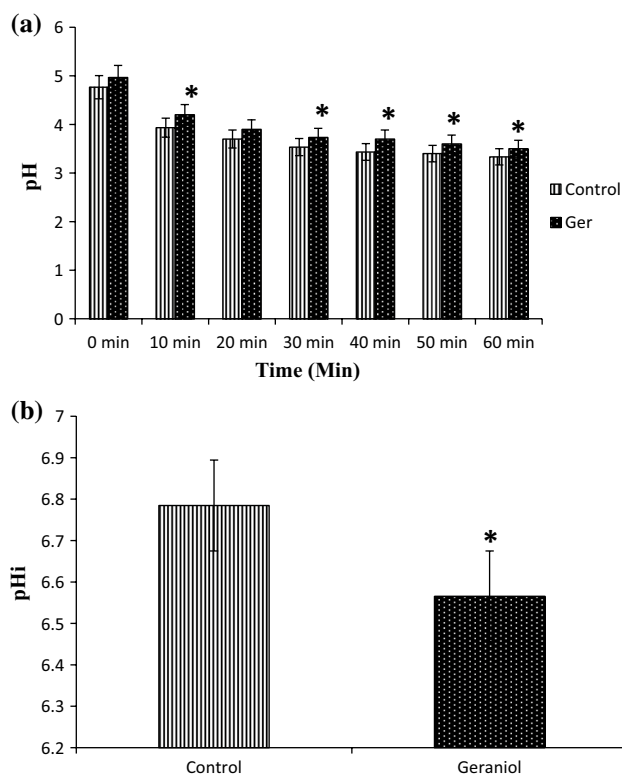 (a)
6
5
4
3
2
1
0
pH
*
*
*
*
*
Control
Ger
0 min 10 min 20 min 30 min 40 min 50 min 60 min
Time (Min)
(b)
7
6.9
6.8
6.7
6.6
6.5
6.4
6.3
6.2
pHi
*
Control Geraniol